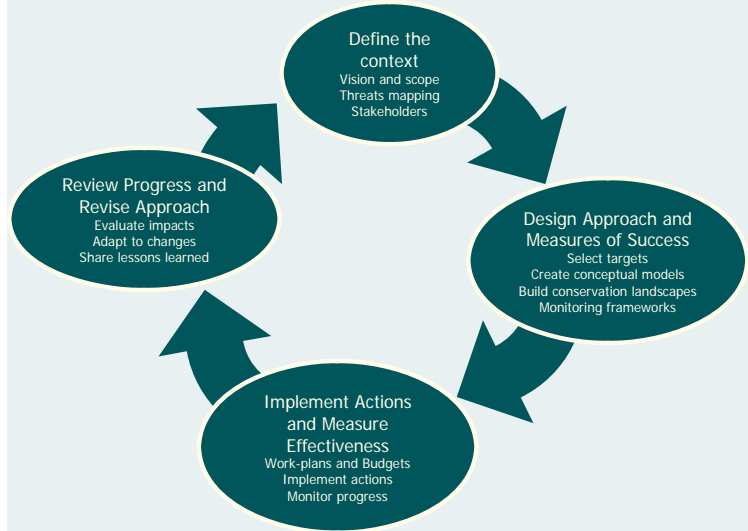 Define the
context
Vision and scope
Threats mapping
Stakeholders
Design Approach and
Measures of Success
Select targets
Create conceptual models
Build conservation landscapes
Monitoring frameworks
Implement Actions
and Measure
Effectiveness
Work-plans and Budgets
Implement actions
Monitor progress
Review Progress and
Revise Approach
Evaluate impacts
Adapt to changes
Share lessons learned